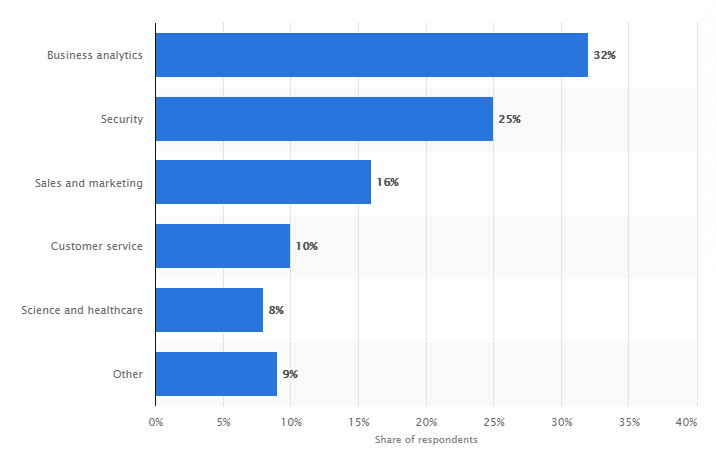 Business analytics 32%
Security 25%
Sales and marketing 16%
Customer service 10%
Science and healthcare 8%
Other 9%
0% 5% 10% 15% 20% 25% 30% 35% 40%
Share of respondents